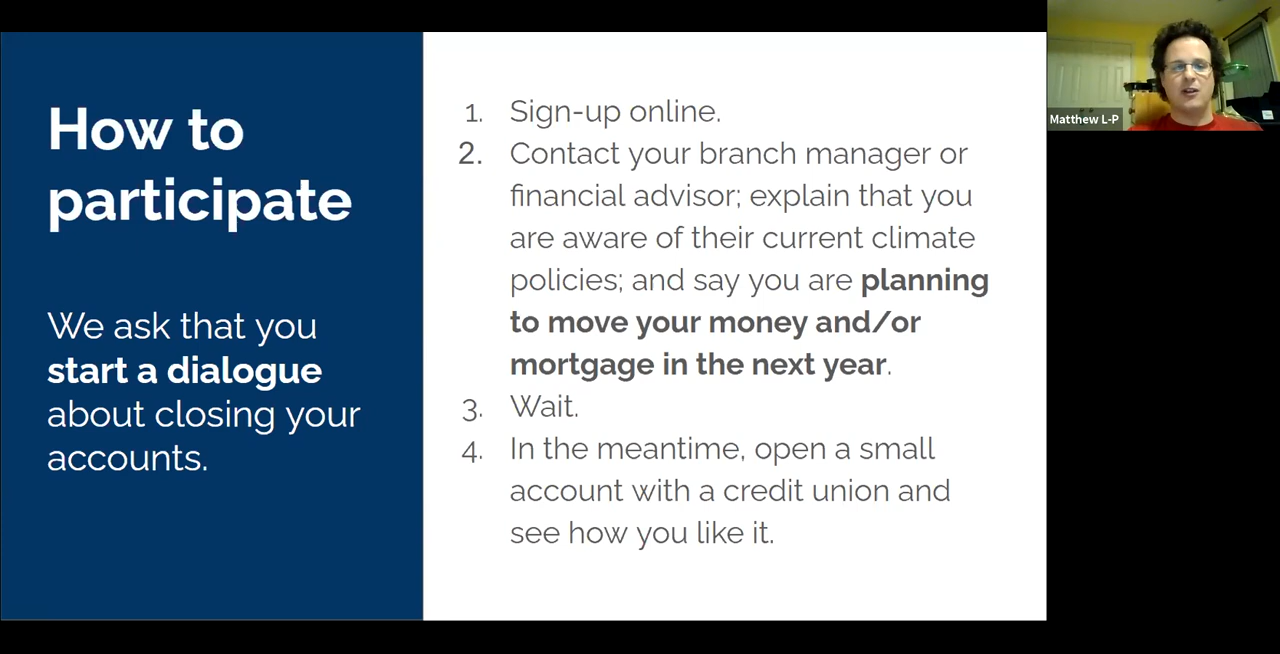 How to
participate
We ask that you
start a dialogue
about closing your
accounts.
1. Sign-up online.
2. Contact your branch manager or
financial advisor; explain that you
are aware of their current climate
policies; and say you are planning
to move your money and/or
mortgage in the next year.
3. Wait.
4. In the meantime, open a small
account with a credit union and
see how you like it.
Matthew L-P